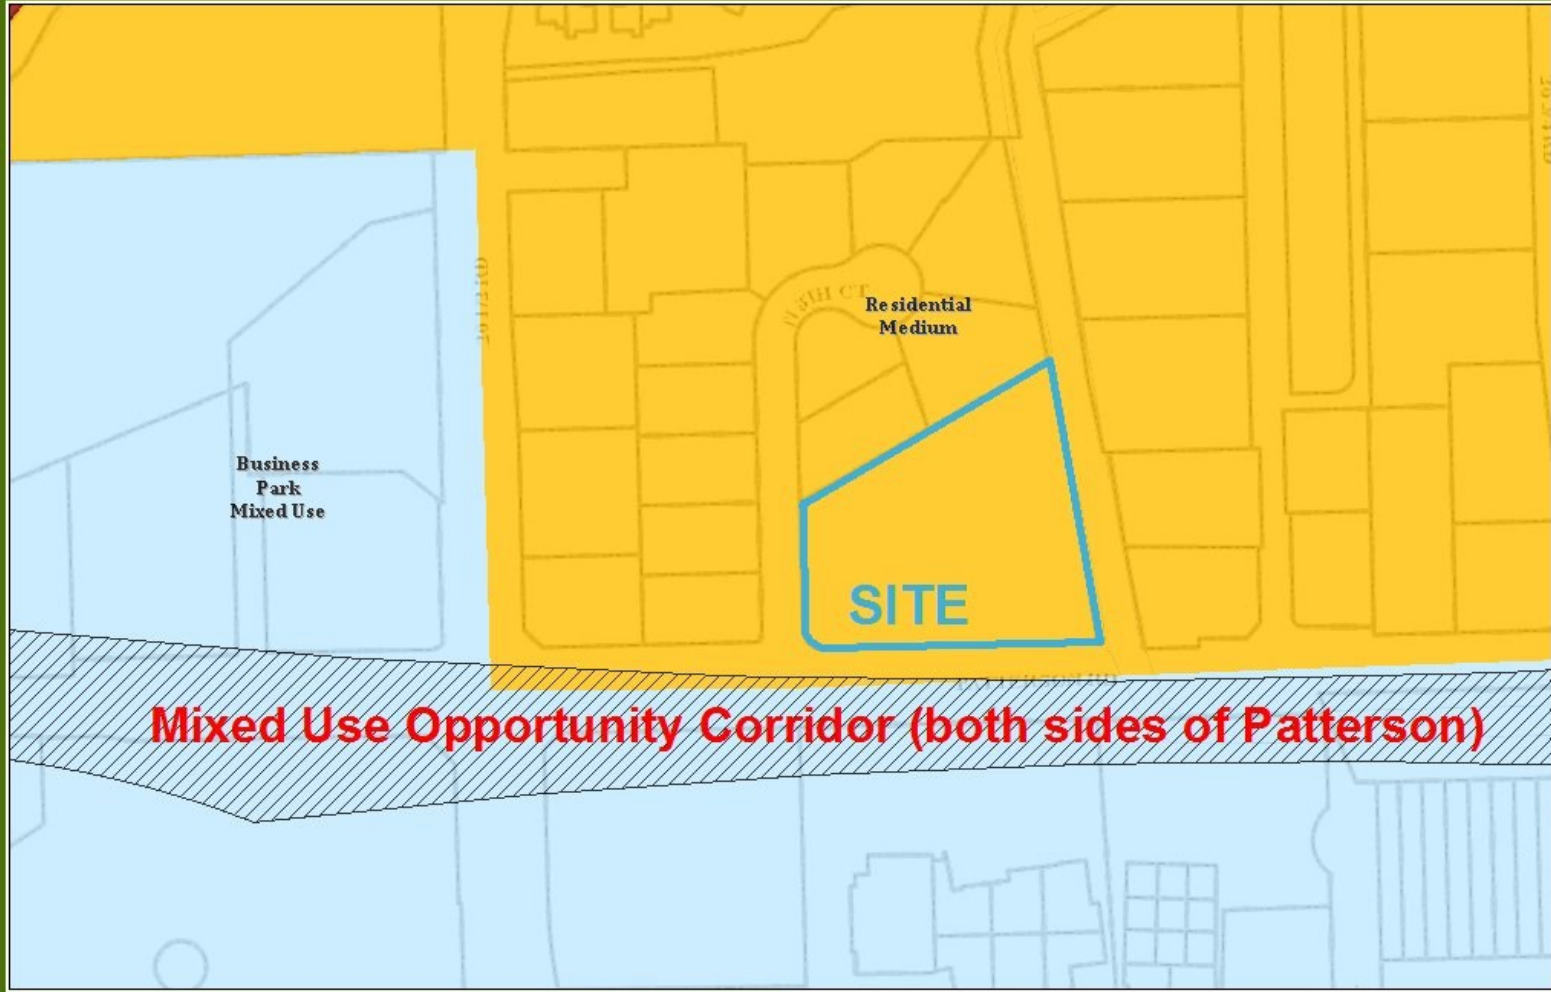 Residential
Medium
Business
Park
Mixed Use
SITE
Mixed Use Opportunity Corridor (both sides of Patterson)